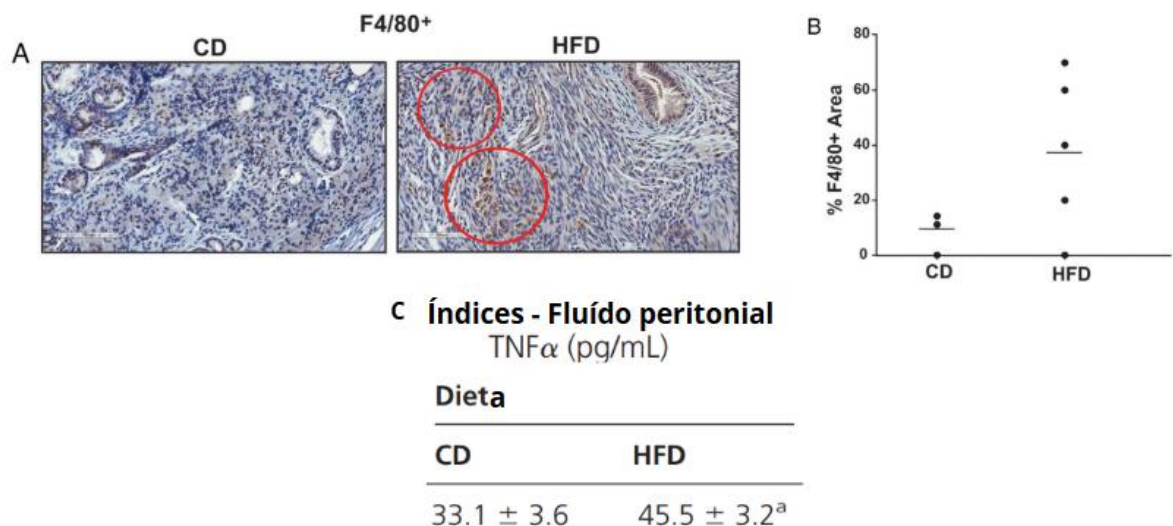 F4/80+
A
CD
HFD
B
80
60
40
20
0
% F4/80+ Area
CD
HFD
C Índices - Fluído peritonial
TNFα (pg/mL)
Dieta
CD HFD
33.1 ± 3.6 45.5 ± 3.2ᵃ